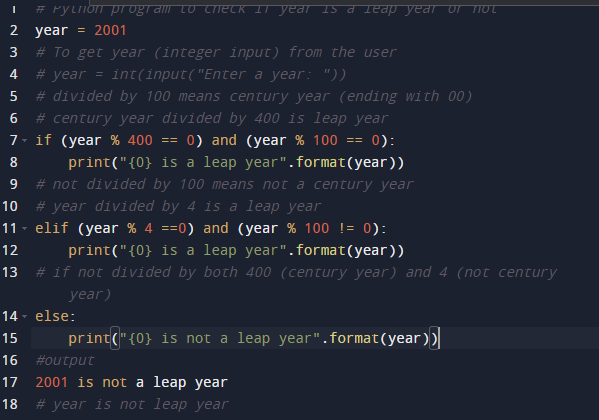 1 # Python program to check if year is a leap year or not
2 year = 2001
3 # To get year (integer input) from the user
4 # year = int(input("Enter a year: "))
5 # divided by 100 means century year (ending with 00)
6 # century year divided by 400 is leap year
7 if (year % 400 == 0) and (year % 100 == 0):
8 print("{0} is a leap year".format(year))
9 # not divided by 100 means not a century year
10 # year divided by 4 is a leap year
11 elif (year % 4 ==0) and (year % 100 != 0):
12 print("{0} is a leap year".format(year))
13 # if not divided by both 400 (century year) and 4 (not century
year)
14 else:
15 print("{0} is not a leap year".format(year))
16 #output
17 2001 is not a leap year
18 # year is not leap year